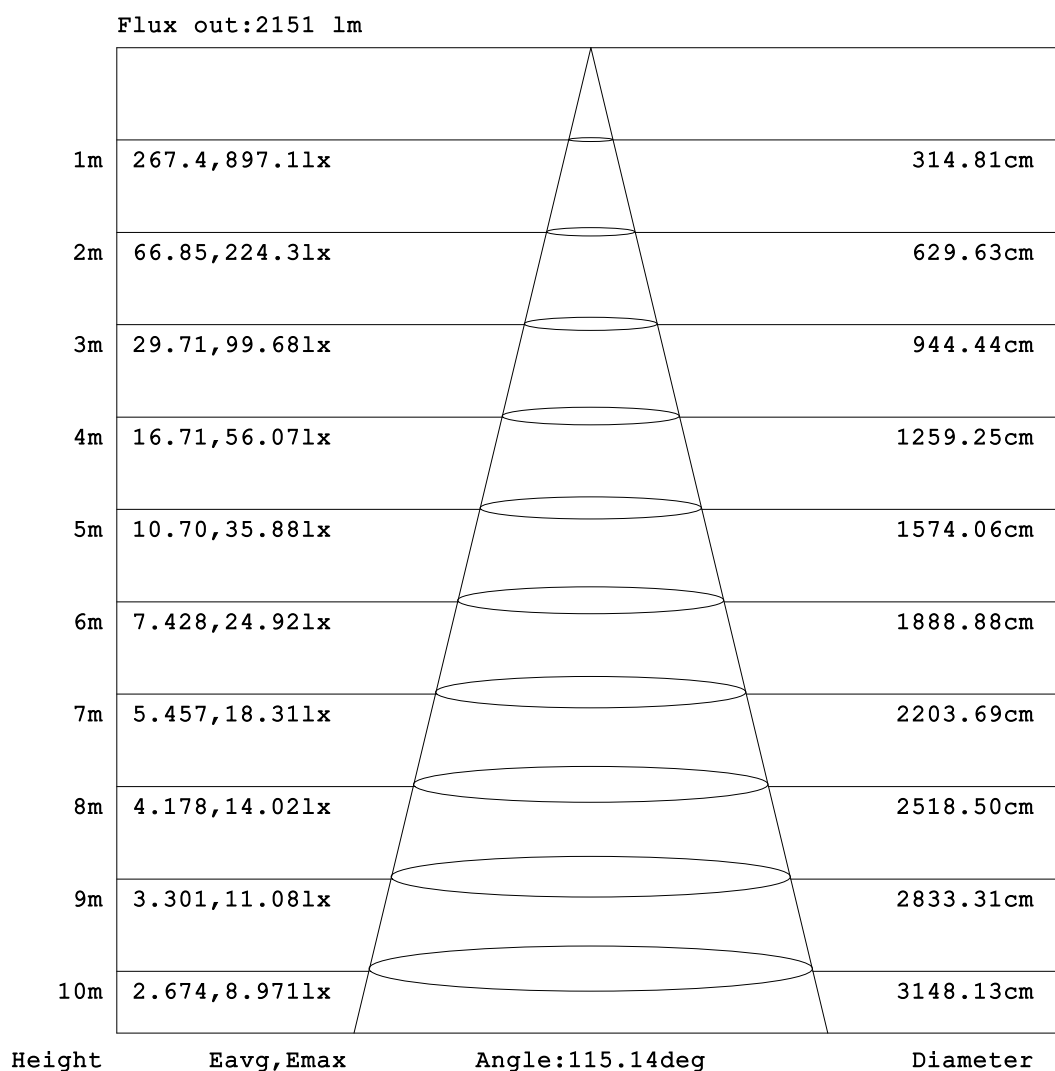 Flux out:2151 lm
1m 267.4,897.1lx 314.81cm
2m 66.85,224.3lx 629.63cm
3m 29.71,99.68lx 944.44cm
4m 16.71,56.07lx 1259.25cm
5m 10.70,35.88lx 1574.06cm
6m 7.428,24.92lx 1888.88cm
7m 5.457,18.31lx 2203.69cm
8m 4.178,14.02lx 2518.50cm
9m 3.301,11.08lx 2833.31cm
10m 2.674,8.971lx 3148.13cm
Height Eavg,Emax Angle:115.14deg Diameter